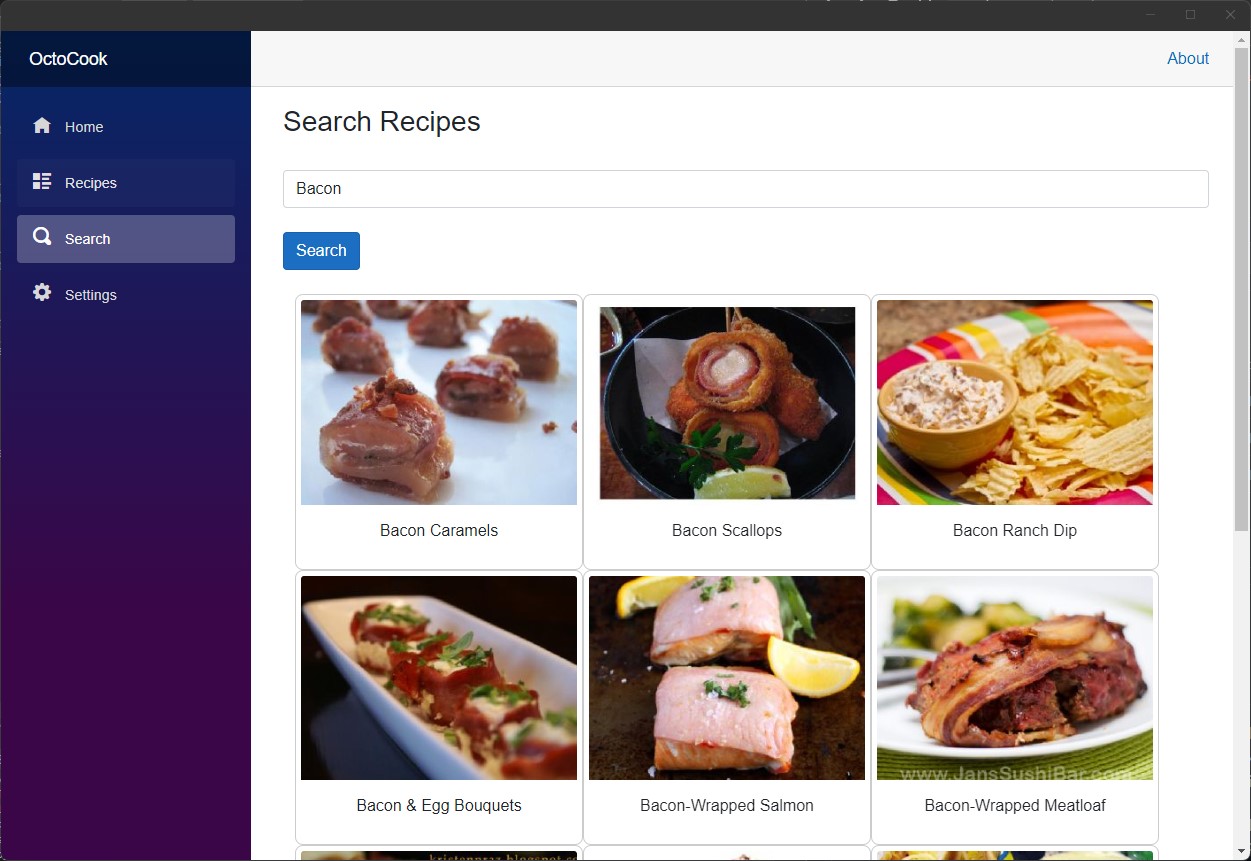 OctoCook
About
Home
Recipes
Search
Settings
Search Recipes
Bacon
Search
Bacon Caramels
Bacon Scallops
Bacon Ranch Dip
www.JansSushiBar.com
Bacon & Egg Bouquets
Bacon-Wrapped Salmon
Bacon-Wrapped Meatloaf